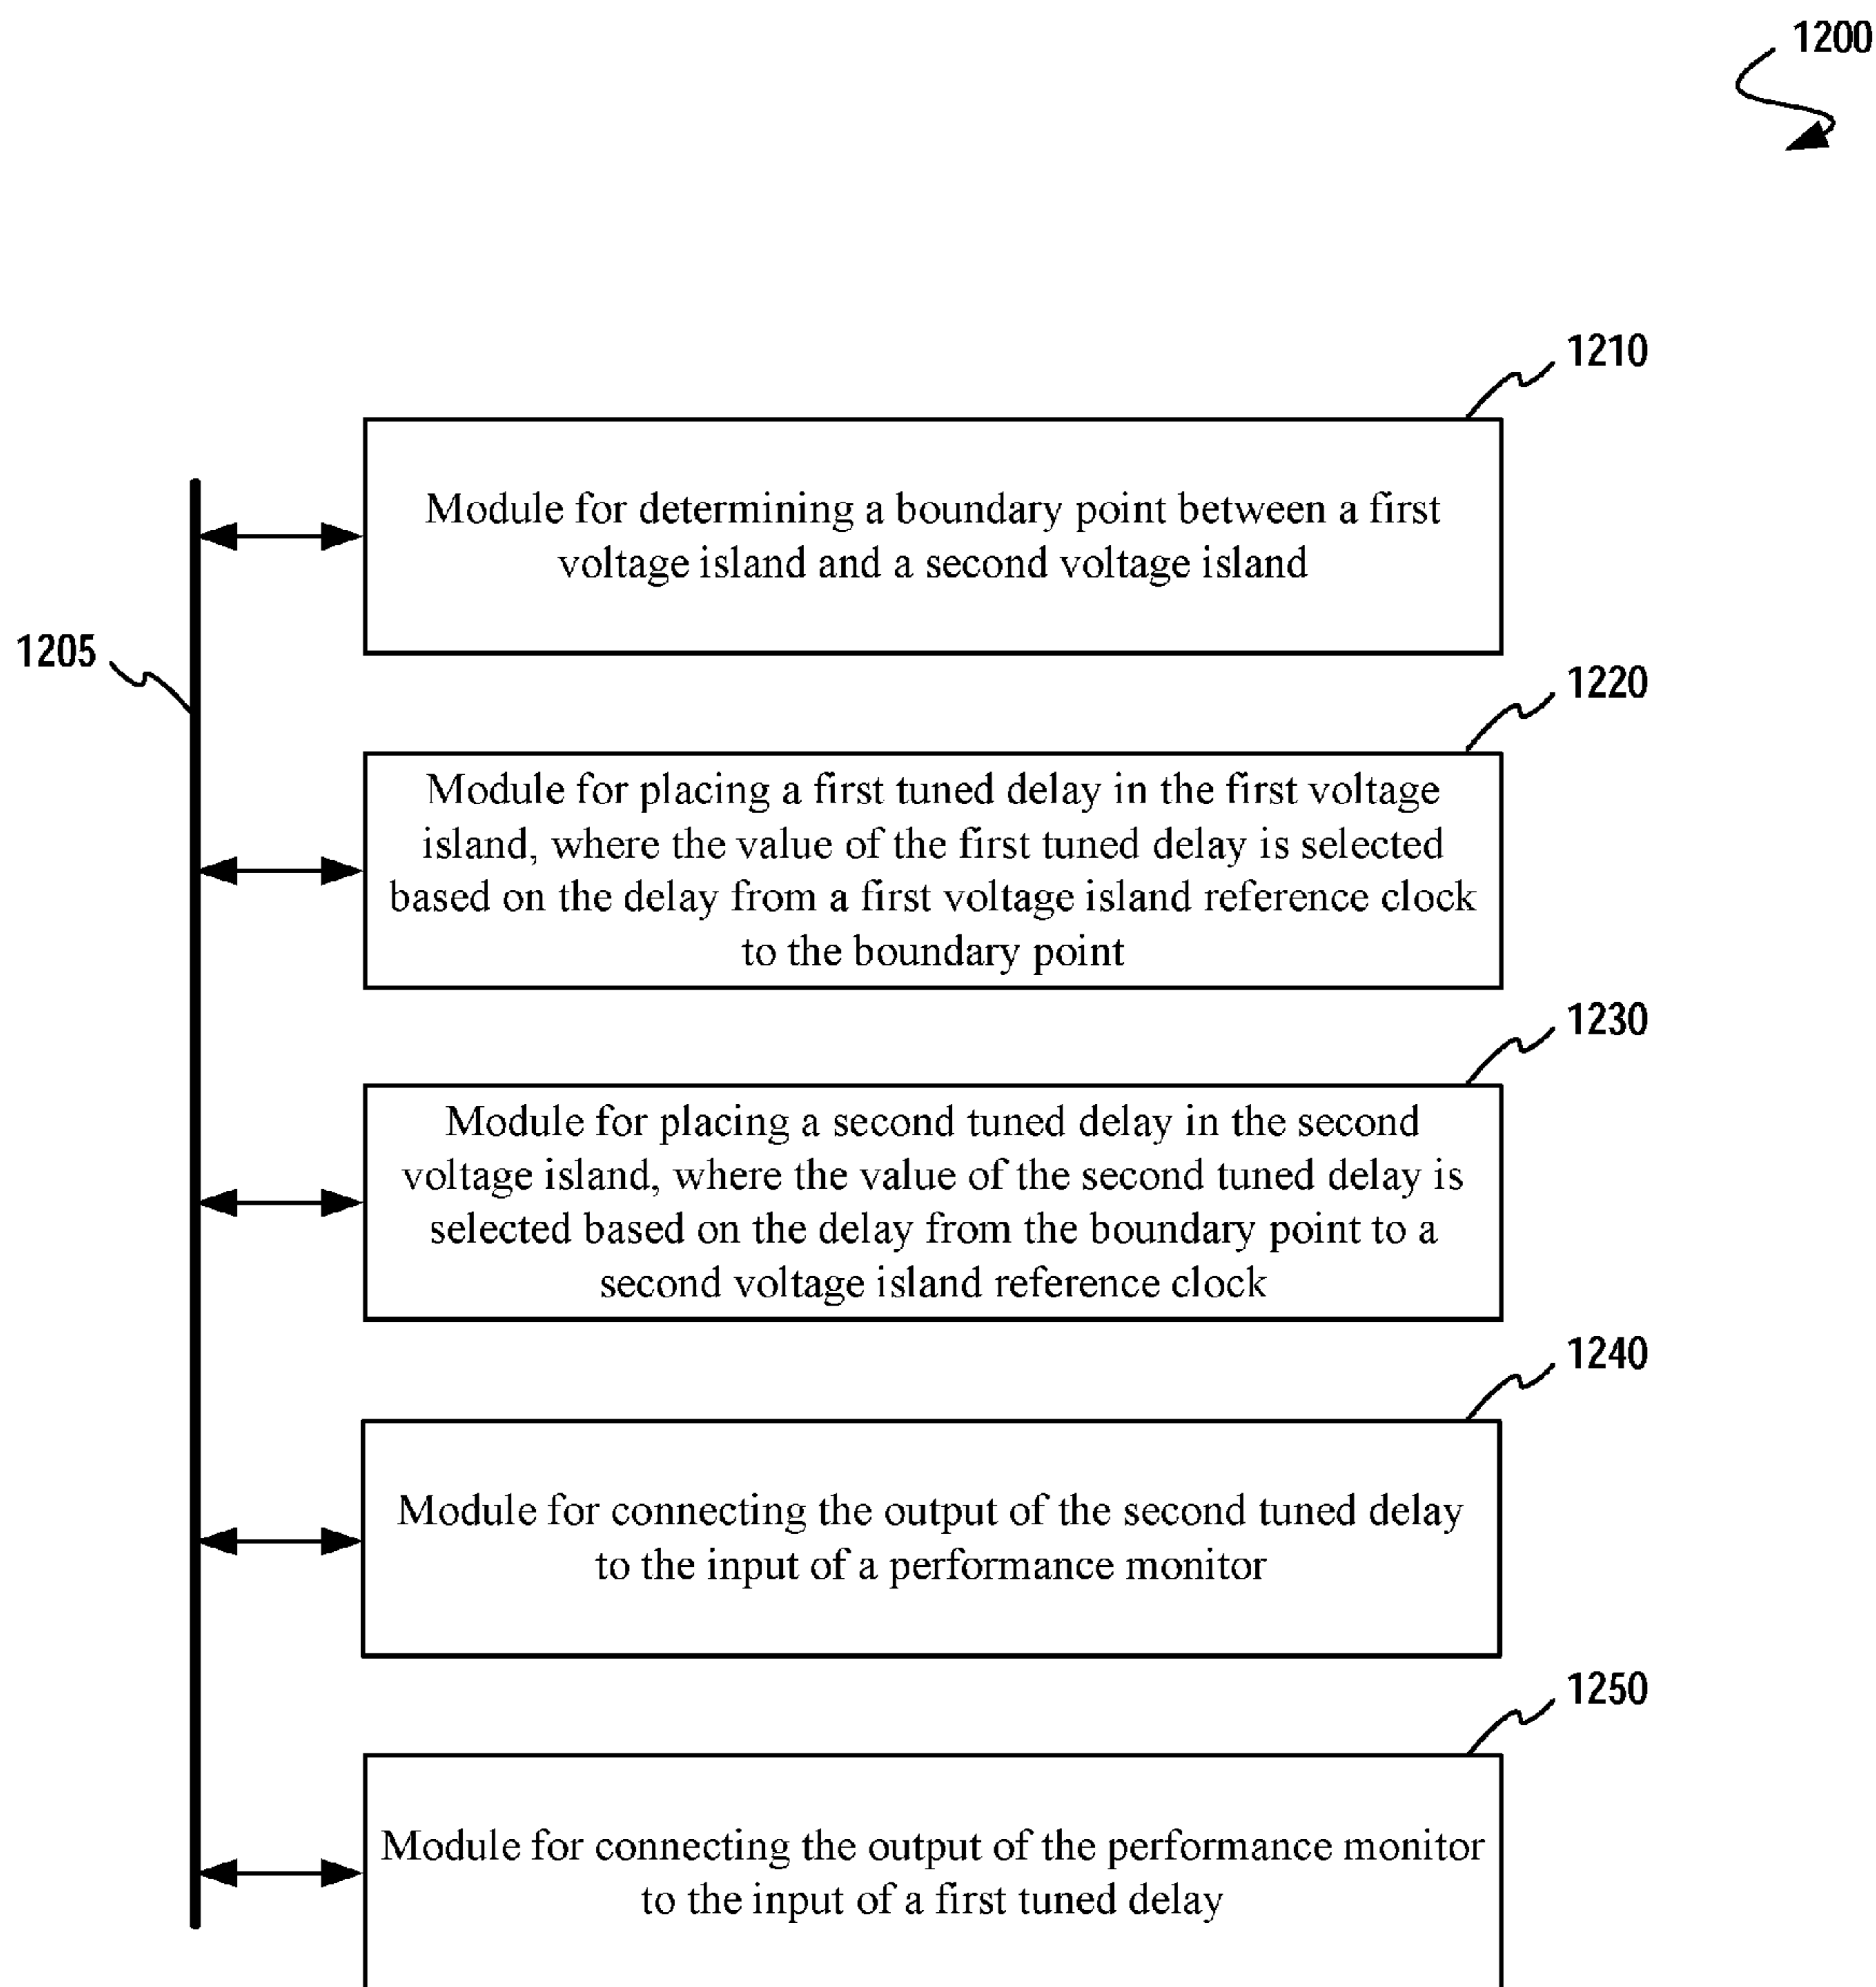 1200
1210
Module for determining a boundary point between a first
voltage island and a second voltage island
1205
1220
Module for placing a first tuned delay in the first voltage
island, where the value of the first tuned delay is selected
based on the delay from a first voltage island reference clock
to the boundary point
1230
Module for placing a second tuned delay in the second
voltage island, where the value of the second tuned delay is
selected based on the delay from the boundary point to a
second voltage island reference clock
1240
Module for connecting the output of the second tuned delay
to the input of a performance monitor
1250
Module for connecting the output of the performance monitor
to the input of a first tuned delay